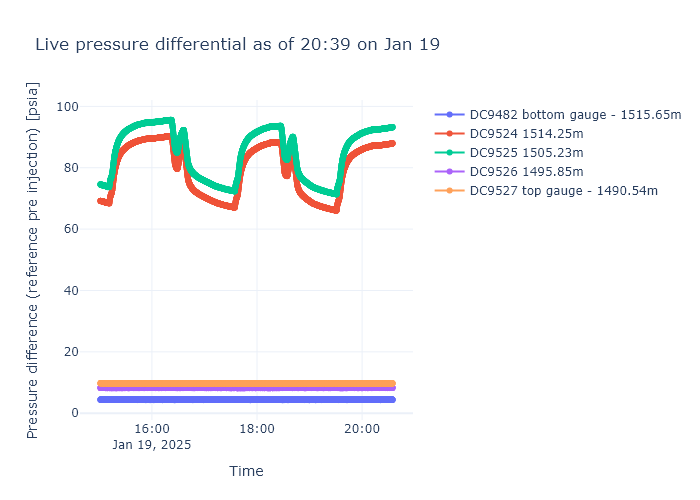 Live pressure differential as of 20:39 on Jan 19
Pressure difference (reference pre injection) [psia]
100
80
60
40
20
0
16:00
Jan 19, 2025
18:00
20:00
Time
DC9482 bottom gauge - 1515.65m
DC9524 1514.25m
DC9525 1505.23m
DC9526 1495.85m
DC9527 top gauge - 1490.54m